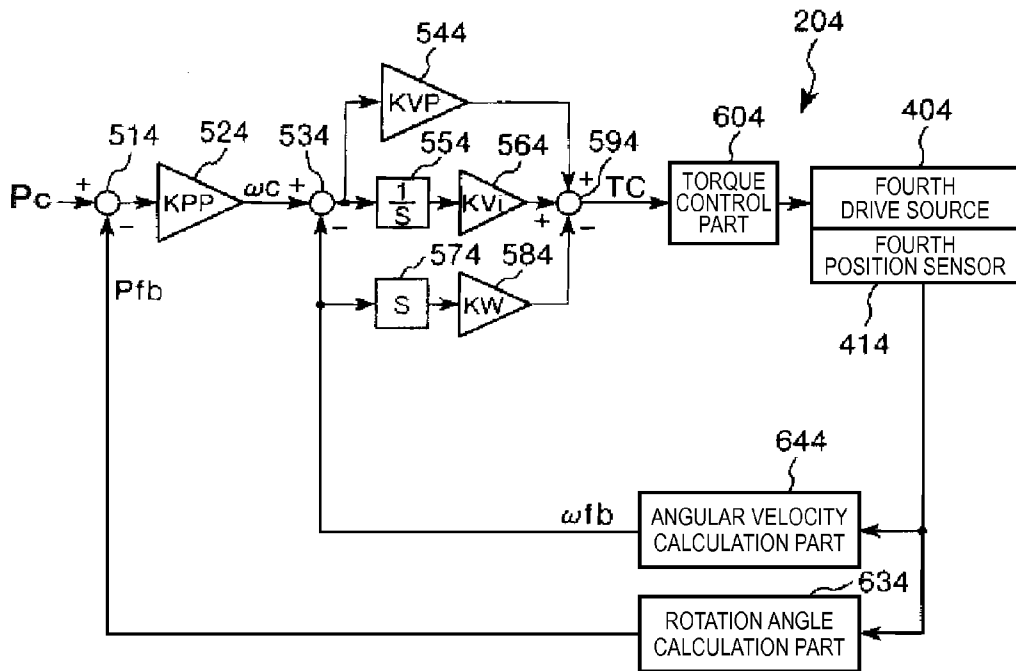 544
204
KVP
604
404
514
524
534
554
564
594
Pc
+
KPP
ωC
+
1
S
KVi
+
TC
TORQUE
CONTROL
PART
FOURTH
DRIVE SOURCE
−
−
+
−
574
584
FOURTH
POSITION SENSOR
Pfb
S
KW
414
644
ωfb
ANGULAR VELOCITY
CALCULATION PART
634
ROTATION ANGLE
CALCULATION PART